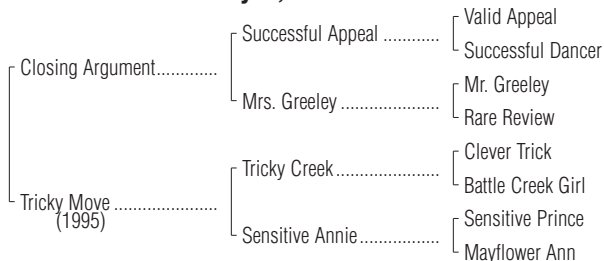 Valid Appeal
Successful Appeal ............
Successful Dancer
Closing Argument.............
Mr. Greeley
Mrs. Greeley ....................
Rare Review
Clever Trick
Tricky Creek.....................
Battle Creek Girl
Tricky Move .....................
(1995)
Sensitive Prince
Sensitive Annie................
Mayflower Ann